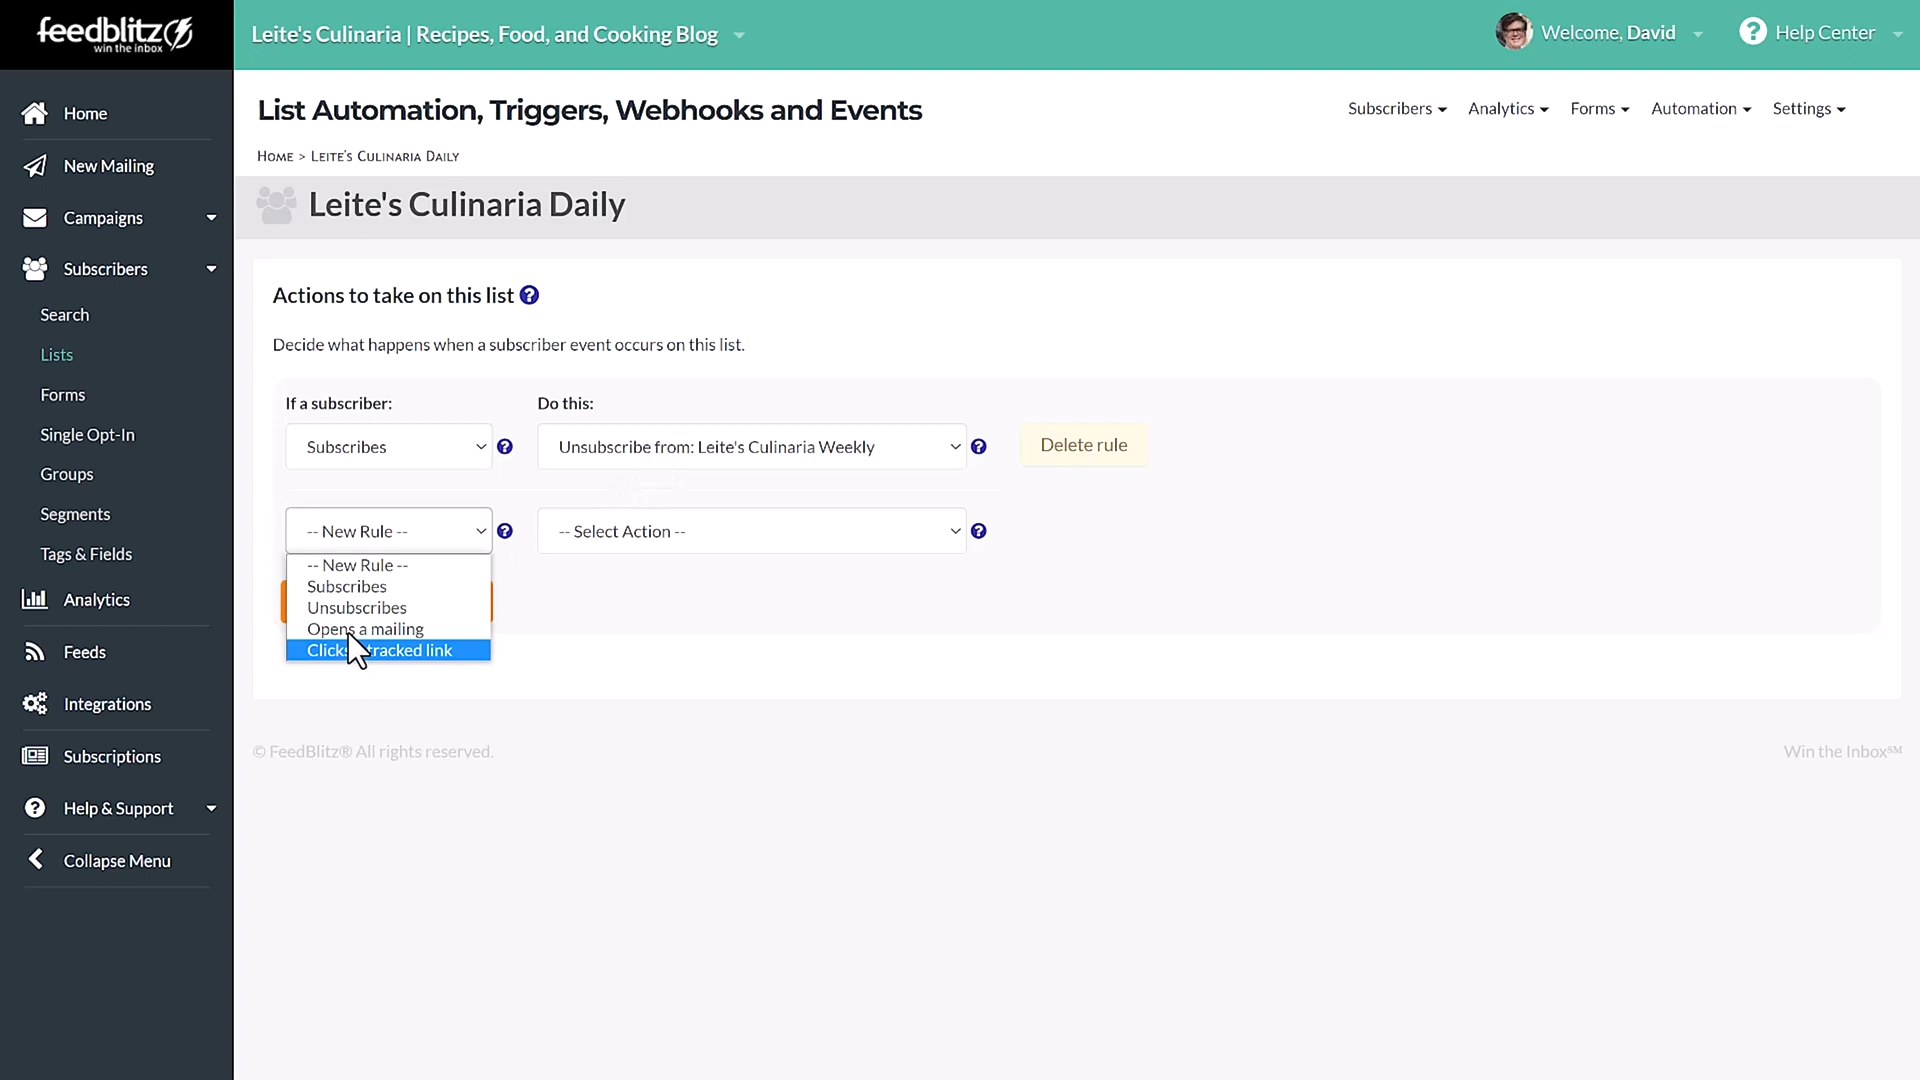 feedblitz
win the inbox
Leite's Culinaria | Recipes, Food, and Cooking Blog
Welcome, David
Help Center
Home
New Mailing
Campaigns
Subscribers
Search
Lists
Forms
Single Opt-In
Groups
Segments
Tags & Fields
Analytics
Feeds
Integrations
Subscriptions
Help & Support
Collapse Menu
List Automation, Triggers, Webhooks and Events
Subscribers Analytics Forms Automation Settings
Home > Leite's Culinaria Daily
Leite's Culinaria Daily
Actions to take on this list
Decide what happens when a subscriber event occurs on this list.
If a subscriber: Do this:
Subscribes Unsubscribe from: Leite's Culinaria Weekly Delete rule
-- New Rule -- -- Select Action --
-- New Rule --
Subscribes
Unsubscribes
Opens a mailing
Clicks tracked link
© FeedBlitz® All rights reserved.
Win the Inbox℠